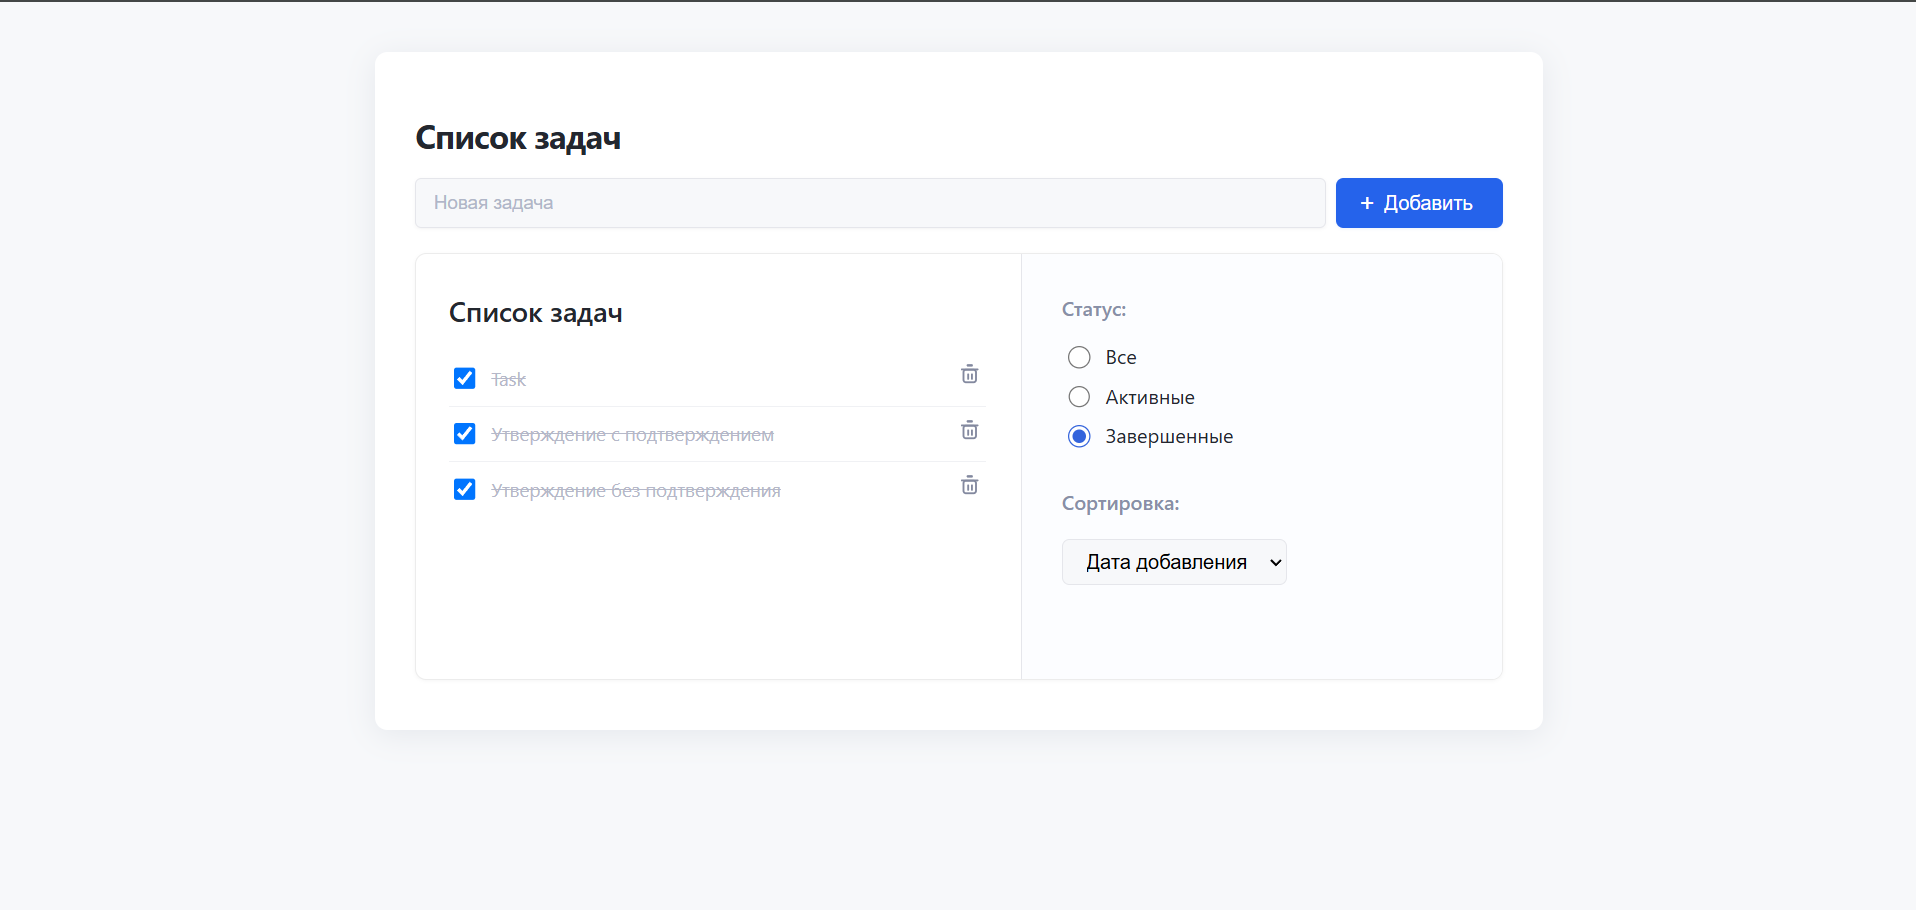 Список задач
Новая задача
+ Добавить
Список задач
Task
Утверждение с подтверждением
Утверждение без подтверждения
Статус:
Все
Активные
Завершенные
Сортировка:
Дата добавления